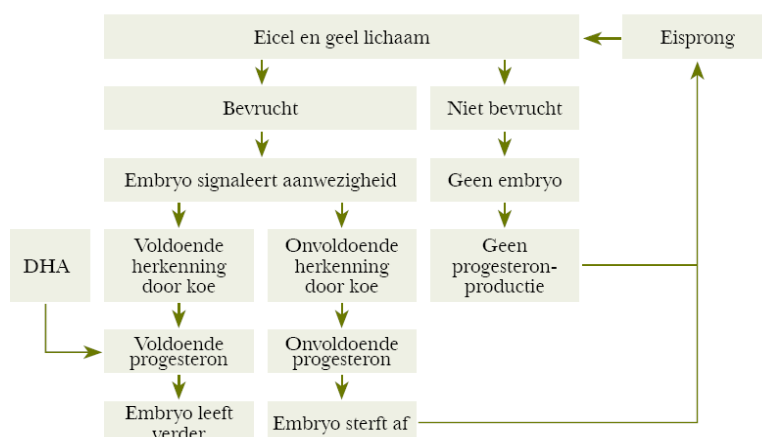 Eicel en geel lichaam
Eisprong
Bevrucht
Niet bevrucht
Embryo signaleert aanwezigheid
Geen embryo
DHA
Voldoende
herkenning
door koe
Onvoldoende
herkenning
door koe
Geen
progesteron-
productie
Voldoende
progesteron
Onvoldoende
progesteron
Embryo leeft
verder
Embryo sterft af